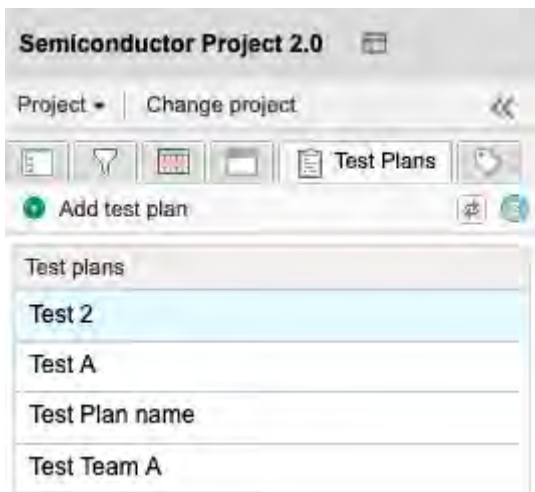 Semiconductor Project 2.0
Project Change project
Test Plans
Add test plan
Test plans
Test 2
Test A
Test Plan name
Test Team A